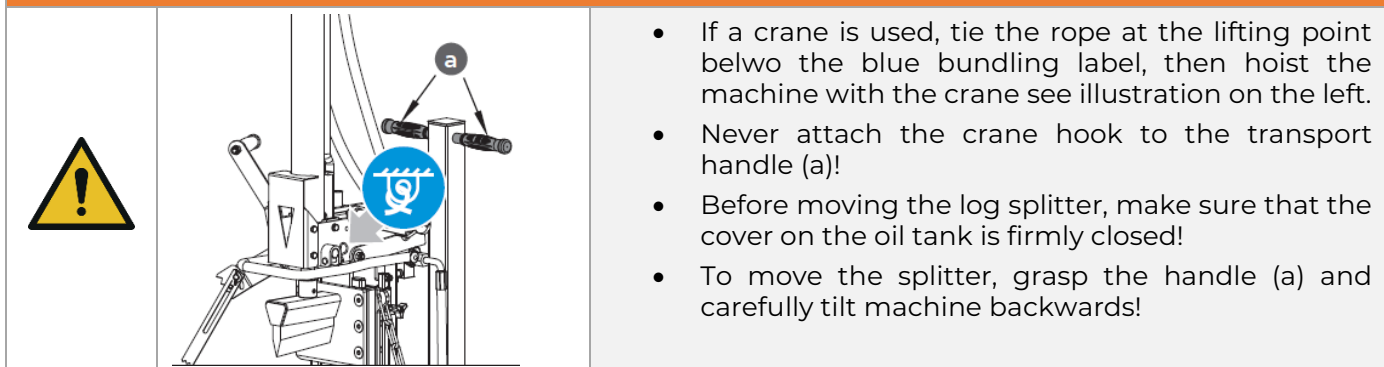 a
• If a crane is used, tie the rope at the lifting point
belwo the blue bundling label, then hoist the
machine with the crane see illustration on the left.
• Never attach the crane hook to the transport
handle (a)!
• Before moving the log splitter, make sure that the
cover on the oil tank is firmly closed!
• To move the splitter, grasp the handle (a) and
carefully tilt machine backwards!